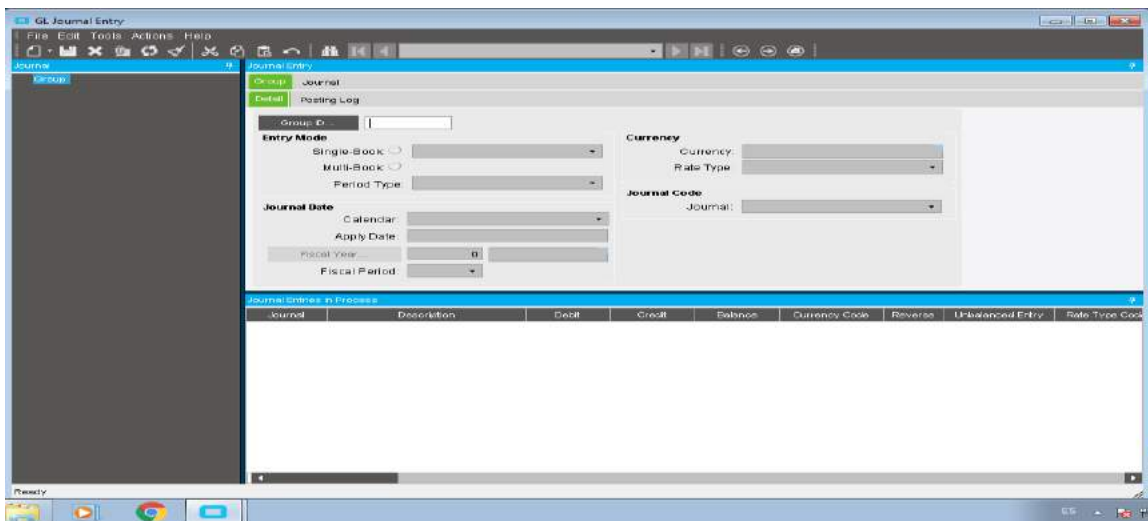 GL Journal Entry
File Edit Tools Actions Help
Journal
Group
Journal Entry
Group Journal
Detail Posting Log
Group D...
Entry Mode
Single-Book
Multi-Book
Period Type:
Journal Date
Calendar:
Apply Date:
Fiscal Year... 0
Fiscal Period:
Currency
Currency:
Rate Type:
Journal Code
Journal:
Journal Entries in Process
Journal Description Debit Credit Balance Currency Code Reverse Unbalanced Entry Rate Type Cod
Ready
ES